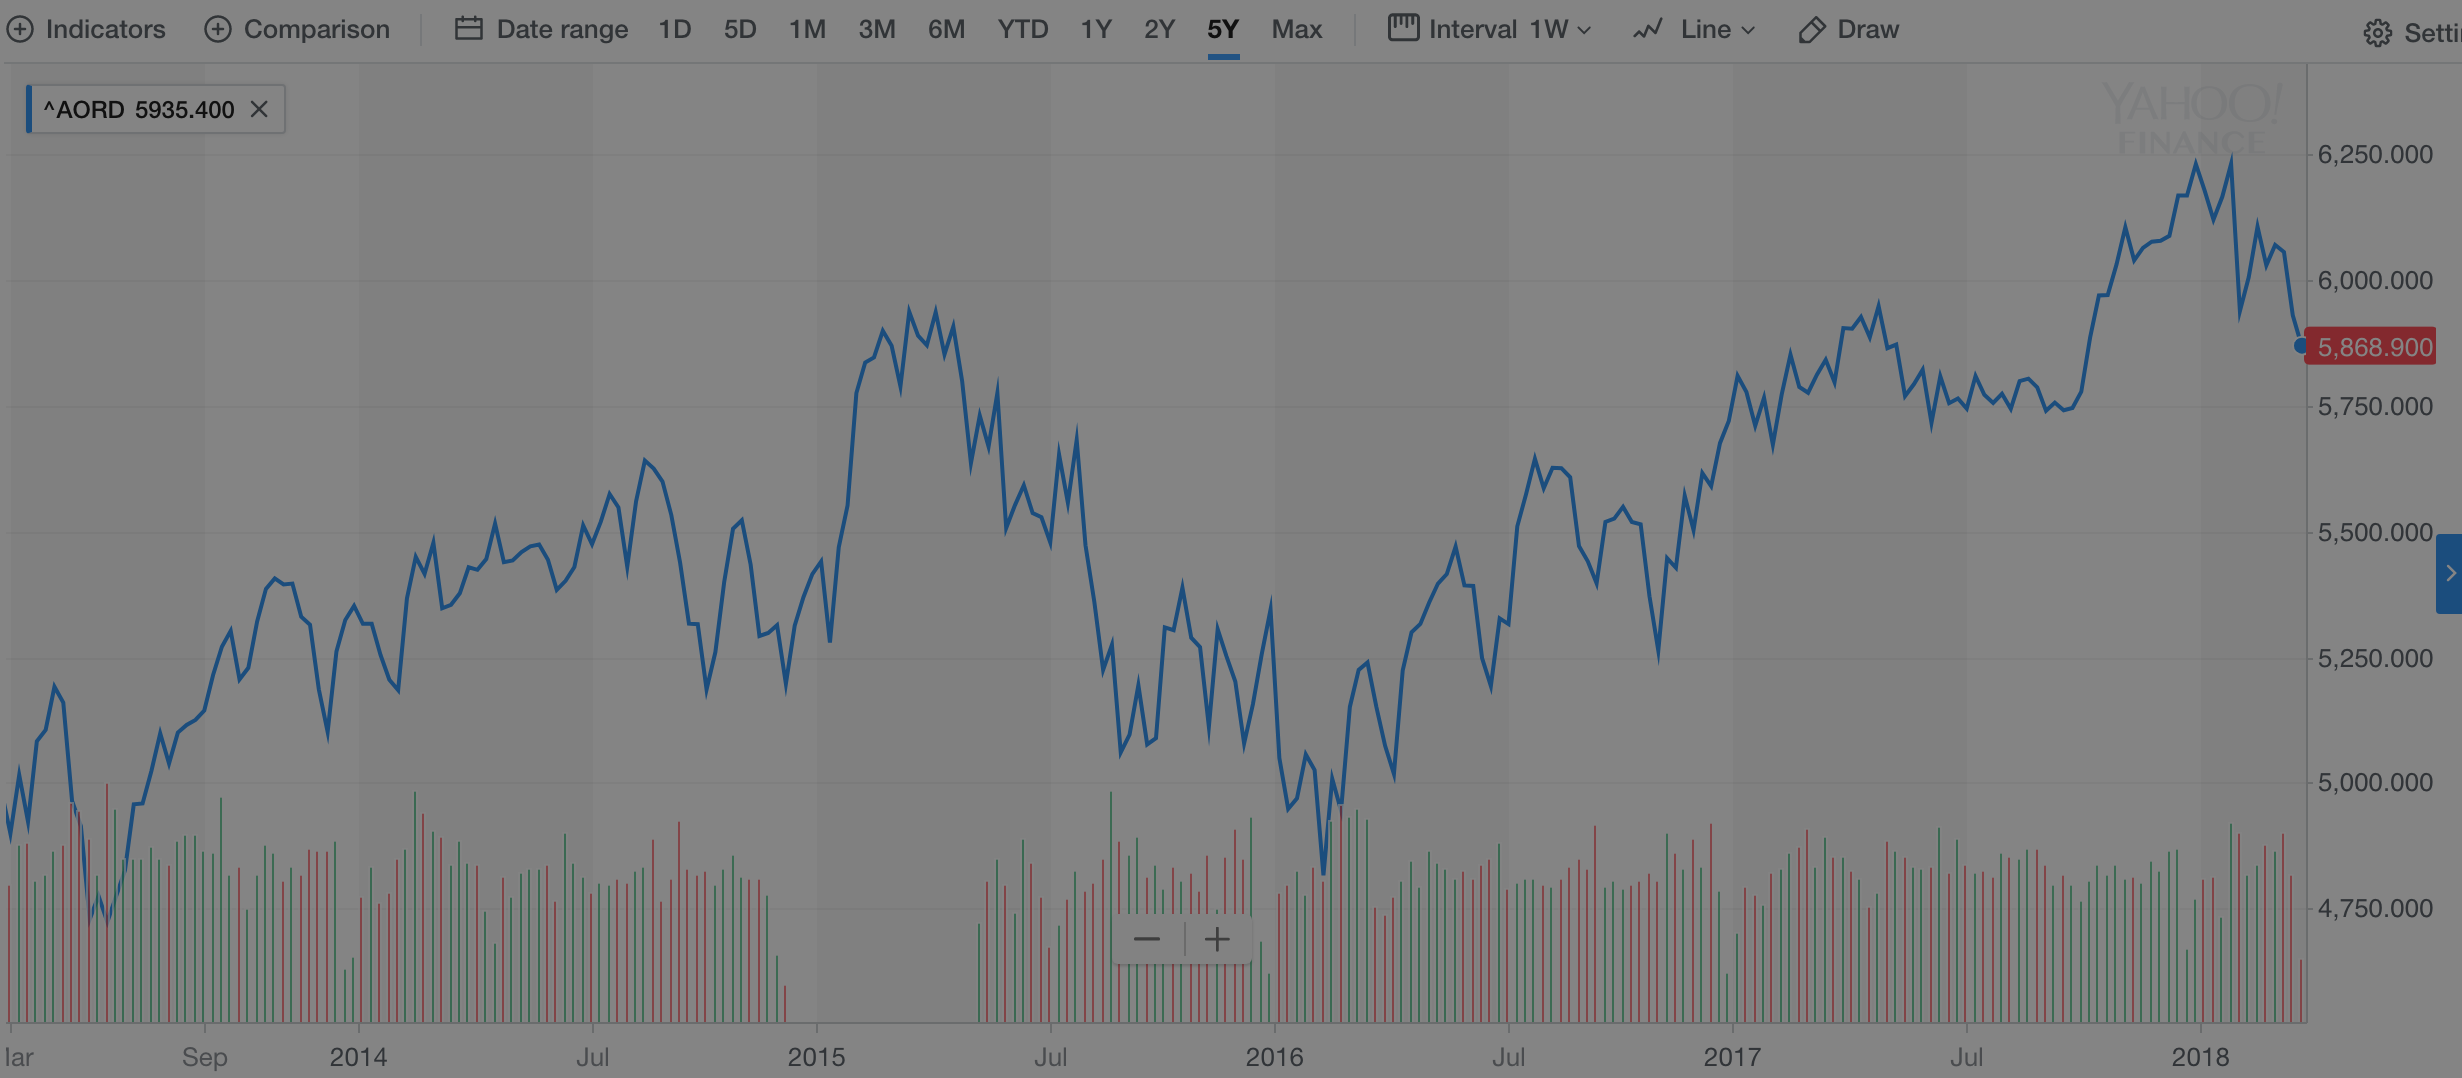 Indicators Comparison Date range 1D 5D 1M 3M 6M YTD 1Y 2Y 5Y Max Interval 1W Line Draw Setti
^AORD 5935.400
YAHOO!
FINANCE
6,250.000
6,000.000
5,868.900
5,750.000
5,500.000
5,250.000
5,000.000
4,750.000
lar Sep 2014 Jul 2015 Jul 2016 Jul 2017 Jul 2018